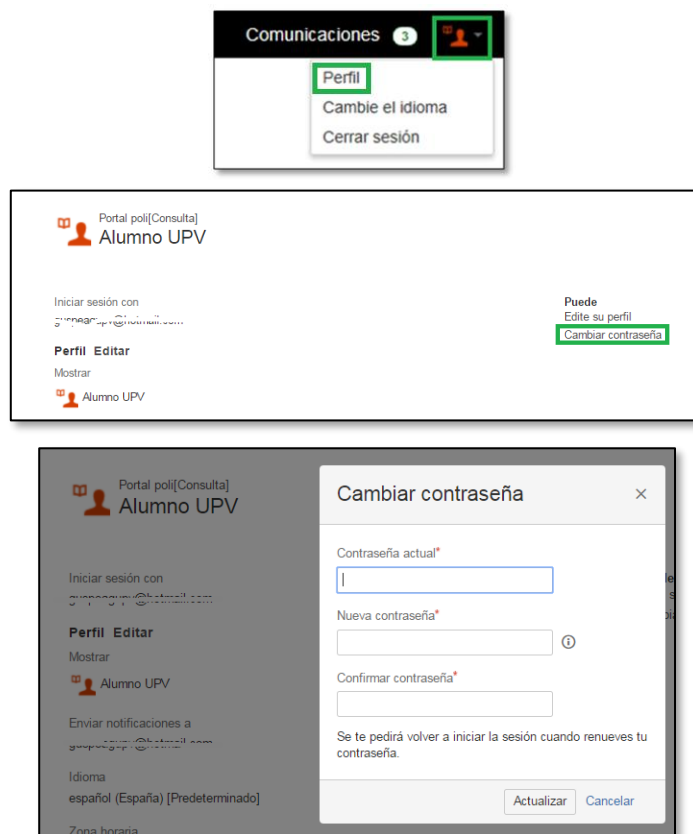 Comunicaciones 3
Perfil
Cambie el idioma
Cerrar sesión
Portal poli[Consulta]
Alumno UPV
Iniciar sesión con
Puede
Edite su perfil
Cambiar contraseña
Perfil Editar
Mostrar
Alumno UPV
Portal poli[Consulta]
Alumno UPV
Iniciar sesión con
Perfil Editar
Mostrar
Alumno UPV
Enviar notificaciones a
Idioma
español (España) [Predeterminado]
Zona horaria
Cambiar contraseña ×
Contraseña actual*
Nueva contraseña*
Confirmar contraseña*
Se te pedirá volver a iniciar la sesión cuando renueves tu
contraseña.
Actualizar Cancelar